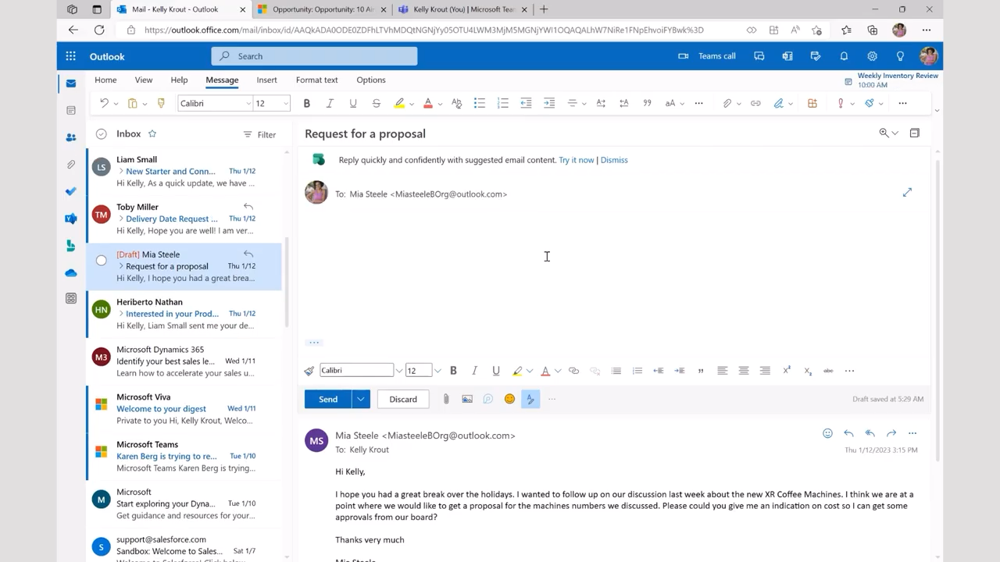 Mail - Kelly Krout - Outlook
Opportunity: Opportunity: 10 Air
Kelly Krout (You) | Microsoft Team
https://outlook.office.com/mail/inbox/id/AAQkADA0ODE0ZDFhLTVhMDQtNGNjYy05OTU4LWM3MjM5MGNjYWI1OQAQALhW7NiRe1FNpEhvoiFYBwk%3D
Outlook
Search
Teams call
Home View Help Message Insert Format text Options
Weekly Inventory Review
10:00 AM
Calibri 12
Inbox
Filter
LS
Liam Small
New Starter and Conn... Thu 1/12
Hi Kelly, As a quick update, we have ...
TM
Toby Miller
Delivery Date Request ... Thu 1/12
Hi Kelly, Hope you are well! I am ver...
[Draft] Mia Steele
Request for a proposal Thu 1/12
Hi Kelly, I hope you had a great brea...
HN
Heriberto Nathan
Interested in your Prod... Thu 1/12
Hi Kelly, Liam Small sent me your de...
M3
Microsoft Dynamics 365
Identify your best sales le... Wed 1/11
Learn how to accelerate your sales u...
Microsoft Viva
Welcome to your digest Wed 1/11
Private to you Hi, Kelly Krout, Welco...
Microsoft Teams
Karen Berg is trying to re... Tue 1/10
Microsoft Teams Karen Berg is trying...
M
Microsoft
Start exploring your Dyna... Tue 1/10
Get guidance and resources for your...
S
support@salesforce.com
Sandbox: Welcome to Sales... Sat 1/7
Welcome to Salesforce! Click below
Request for a proposal
Reply quickly and confidently with suggested email content. Try it now | Dismiss
To: Mia Steele <MiasteeleBOrg@outlook.com>
Calibri 12
Send
Discard
Draft saved at 5:29 AM
MS
Mia Steele <MiasteeleBOrg@outlook.com>
To: Kelly Krout
Thu 1/12/2023 3:15 PM
Hi Kelly,
I hope you had a great break over the holidays. I wanted to follow up on our discussion last week about the new XR Coffee Machines. I think we are at a
point where we would like to get a proposal for the machines numbers we discussed. Please could you give me an indication on cost so I can get some
approvals from our board?
Thanks very much
Mia Steele